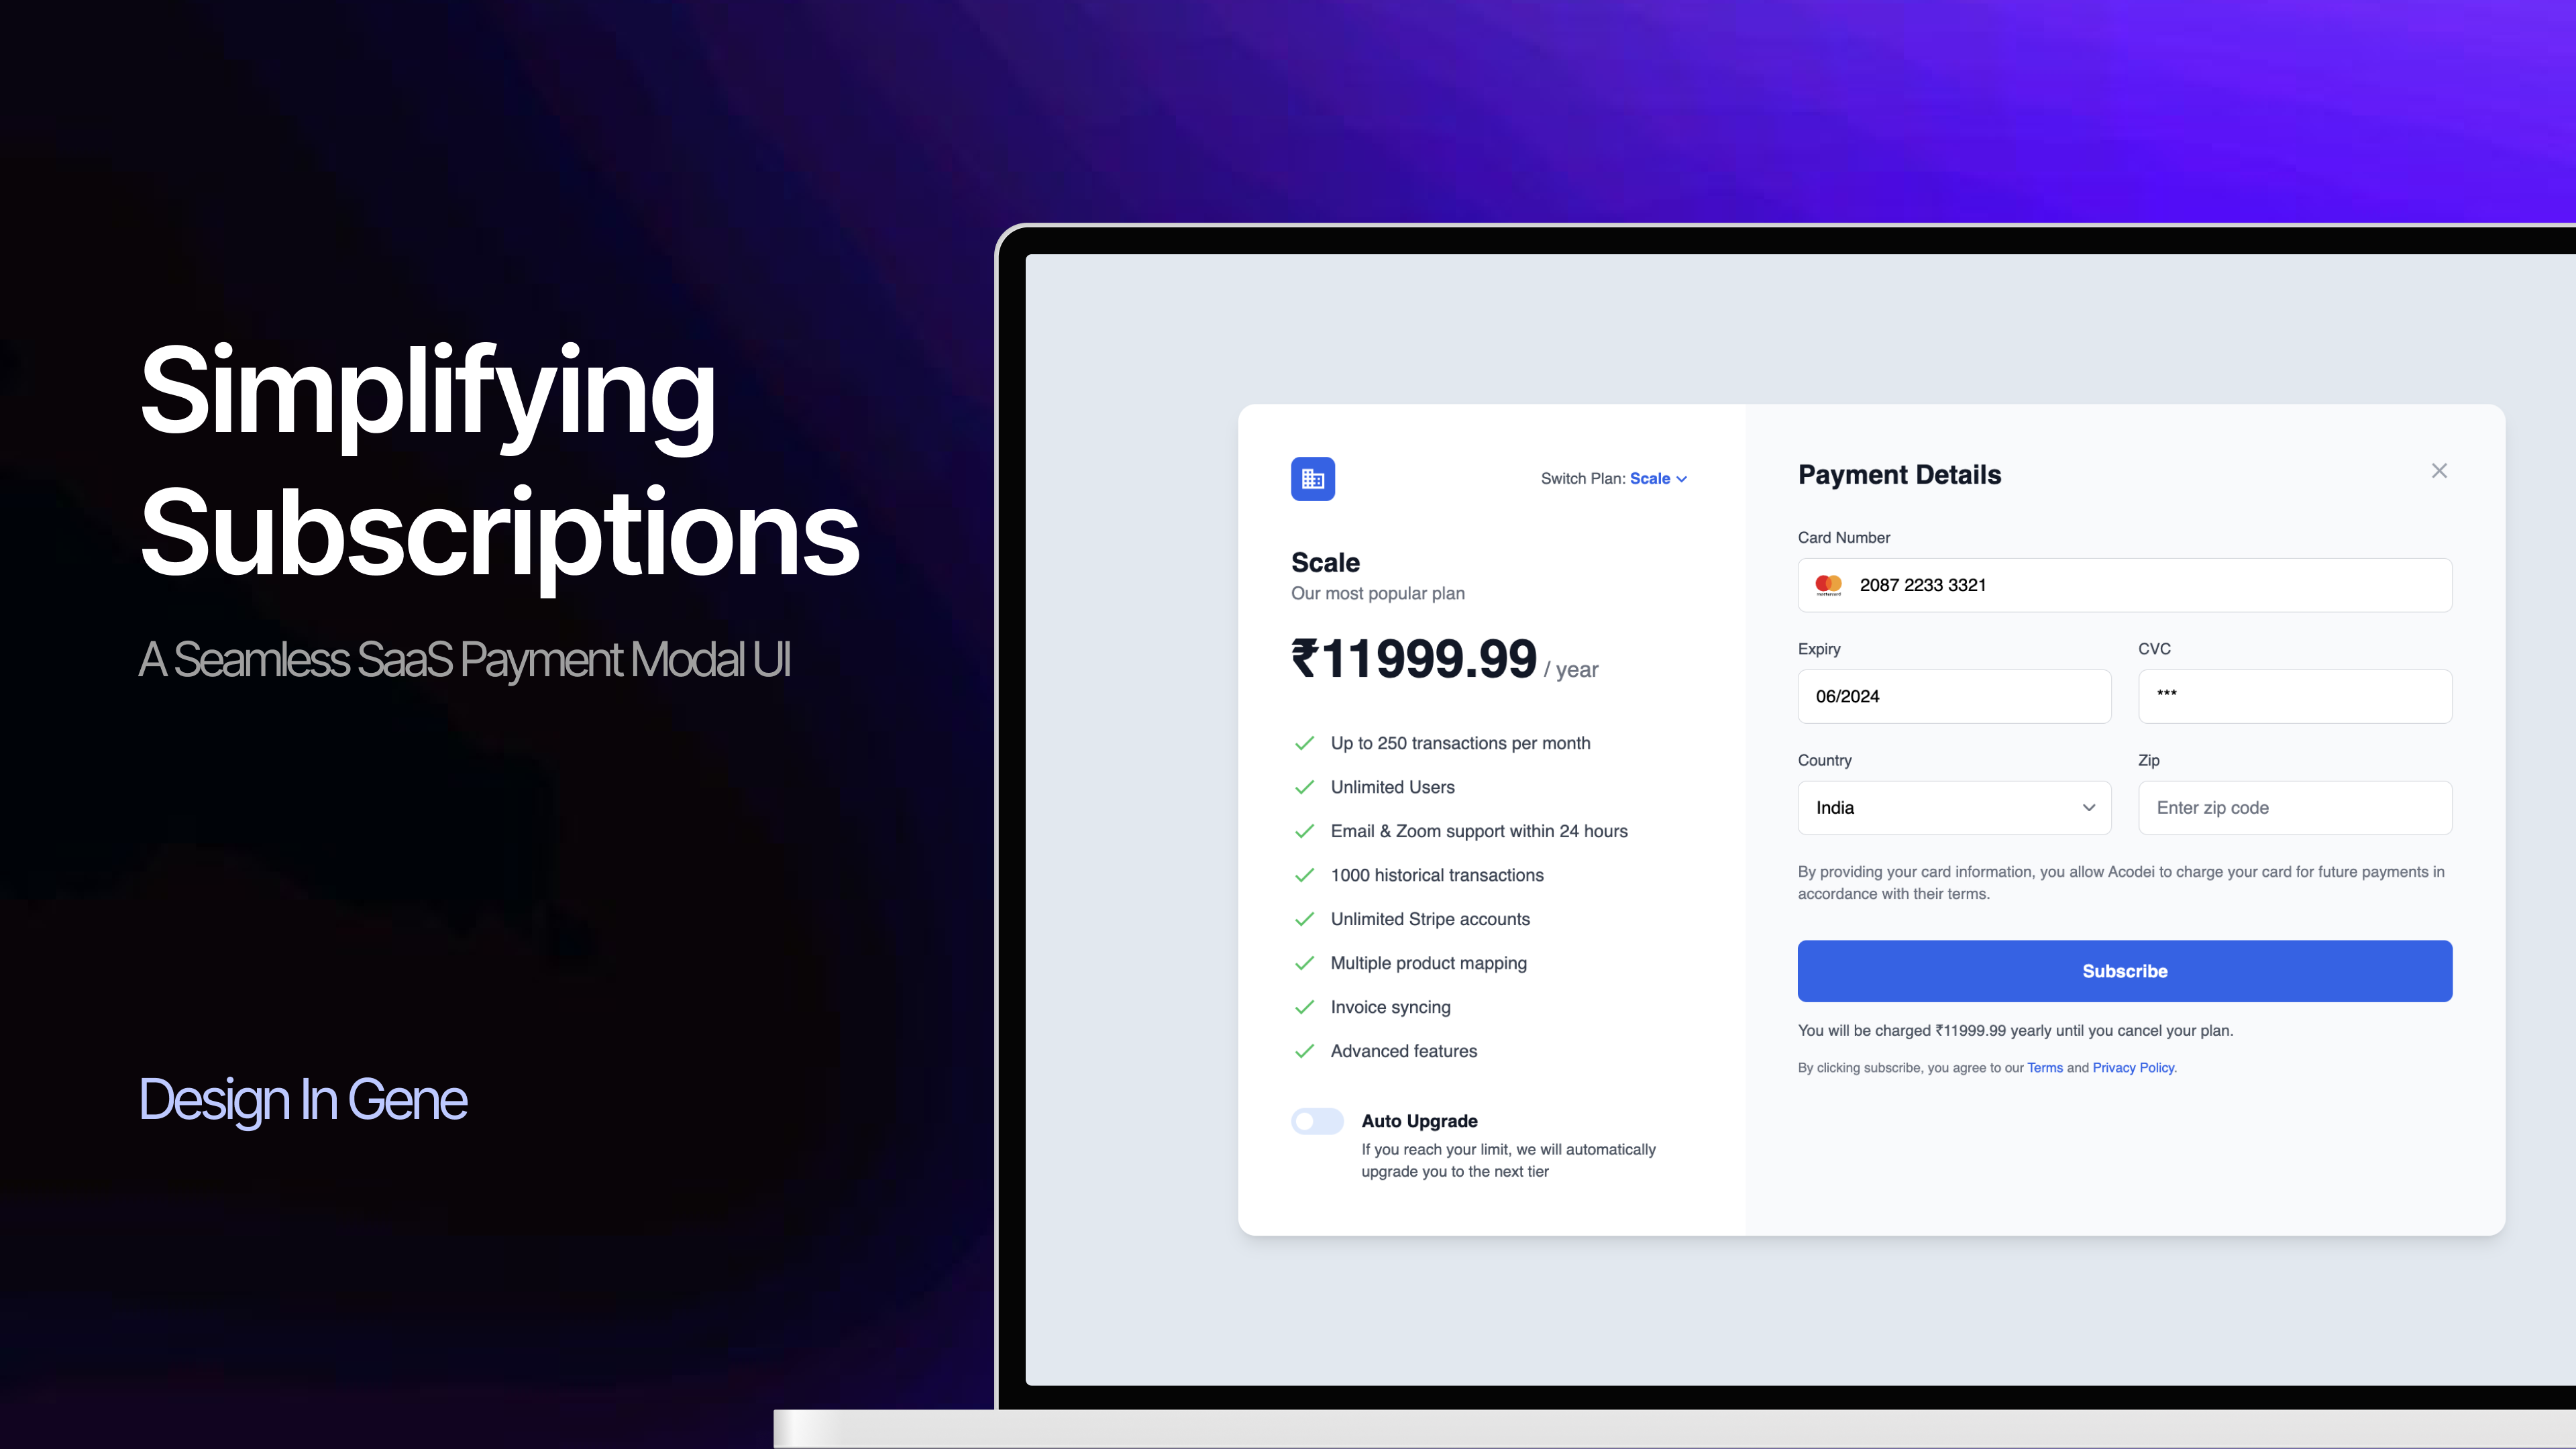 Simplifying
Subscriptions
A Seamless SaaS Payment Modal UI
Design In Gene
Switch Plan: Scale
Scale
Our most popular plan
₹11999.99 / year
Up to 250 transactions per month
Unlimited Users
Email & Zoom support within 24 hours
1000 historical transactions
Unlimited Stripe accounts
Multiple product mapping
Invoice syncing
Advanced features
Auto Upgrade
If you reach your limit, we will automatically
upgrade you to the next tier
Payment Details
Card Number
mastercard
2087 2233 3321
Expiry
CVC
06/2024
***
Country
Zip
India
Enter zip code
By providing your card information, you allow Acodei to charge your card for future payments in
accordance with their terms.
Subscribe
You will be charged ₹11999.99 yearly until you cancel your plan.
By clicking subscribe, you agree to our Terms and Privacy Policy.